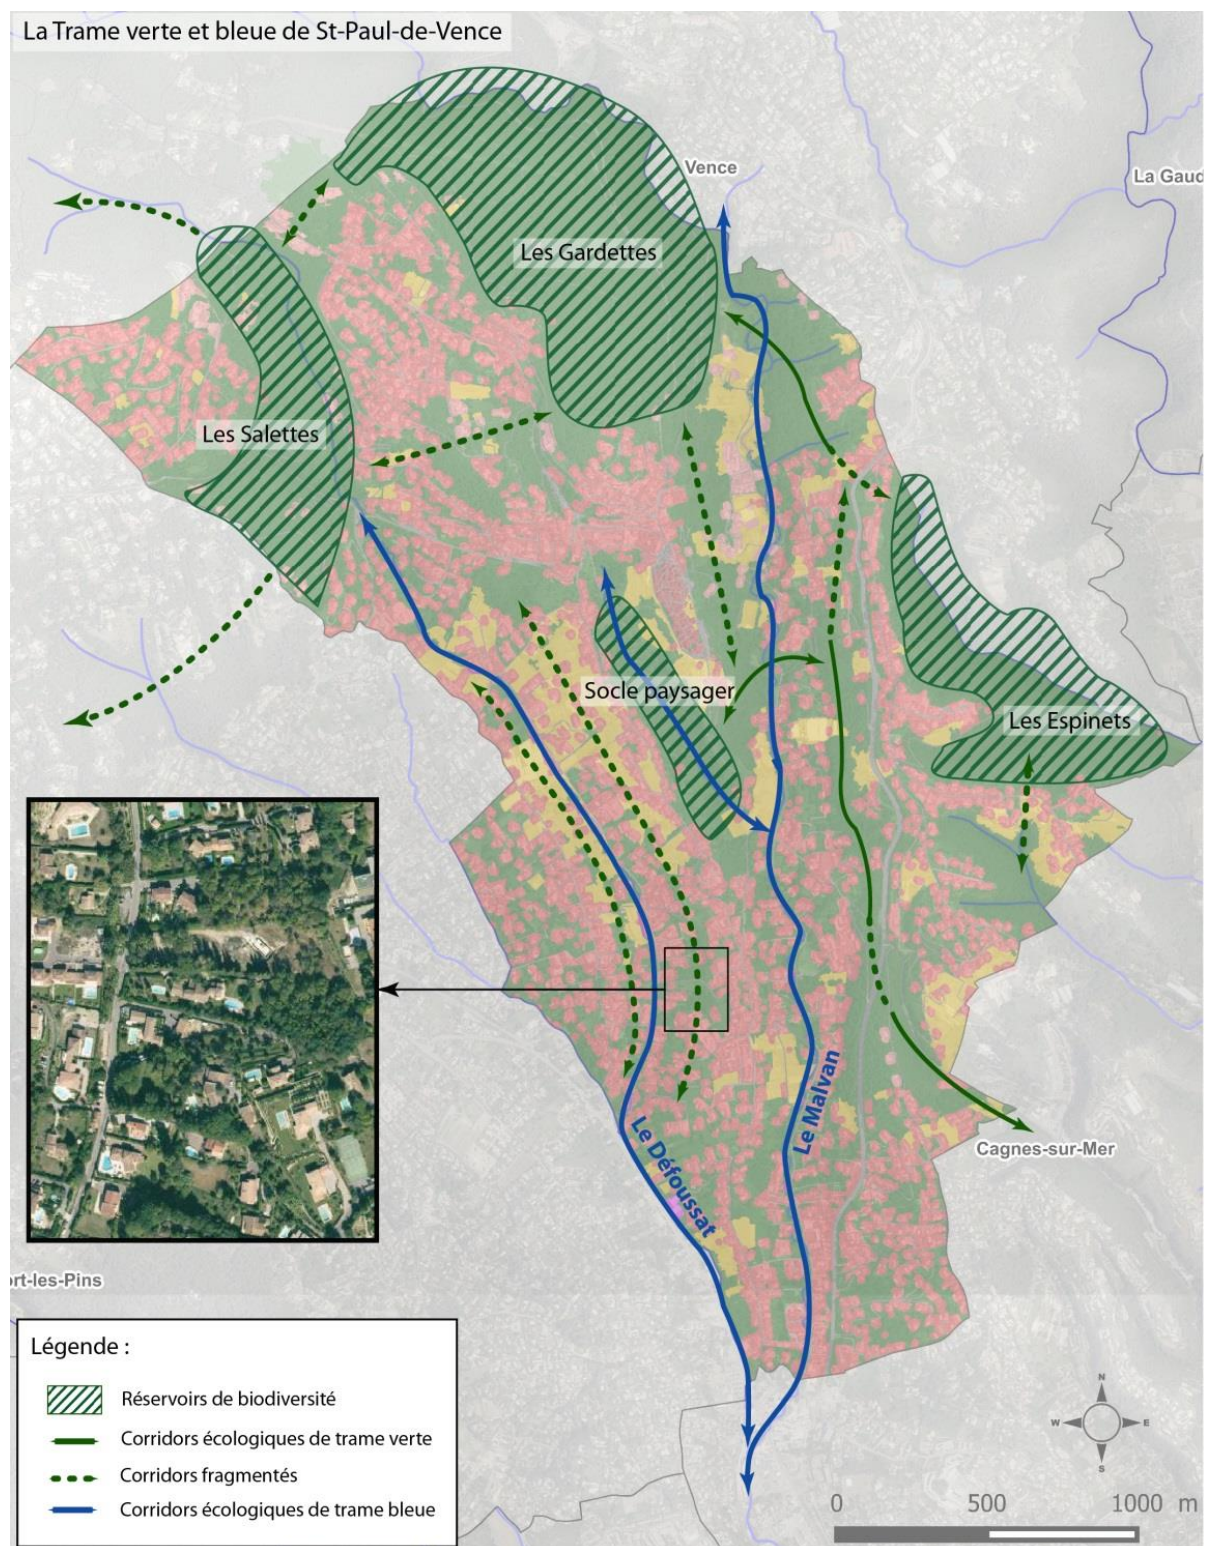 La Trame verte et bleue de St-Paul-de-Vence
Vence
La Gaud
Les Gardettes
Les Salettes
Socle paysager
Les Espinets
Le Malvan
Le Défoussat
Cagnes-sur-Mer
ort-les-Pins
Légende :
Réservoirs de biodiversité
Corridors écologiques de trame verte
Corridors fragmentés
Corridors écologiques de trame bleue
N
W E
S
0 500 1000 m